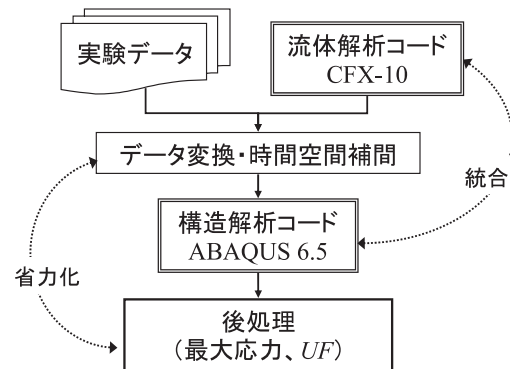 実験データ
流体解析コード
CFX-10
データ変換・時間空間補間
統合
構造解析コード
ABAQUS 6.5
省力化
後処理
(最大応力、UF)